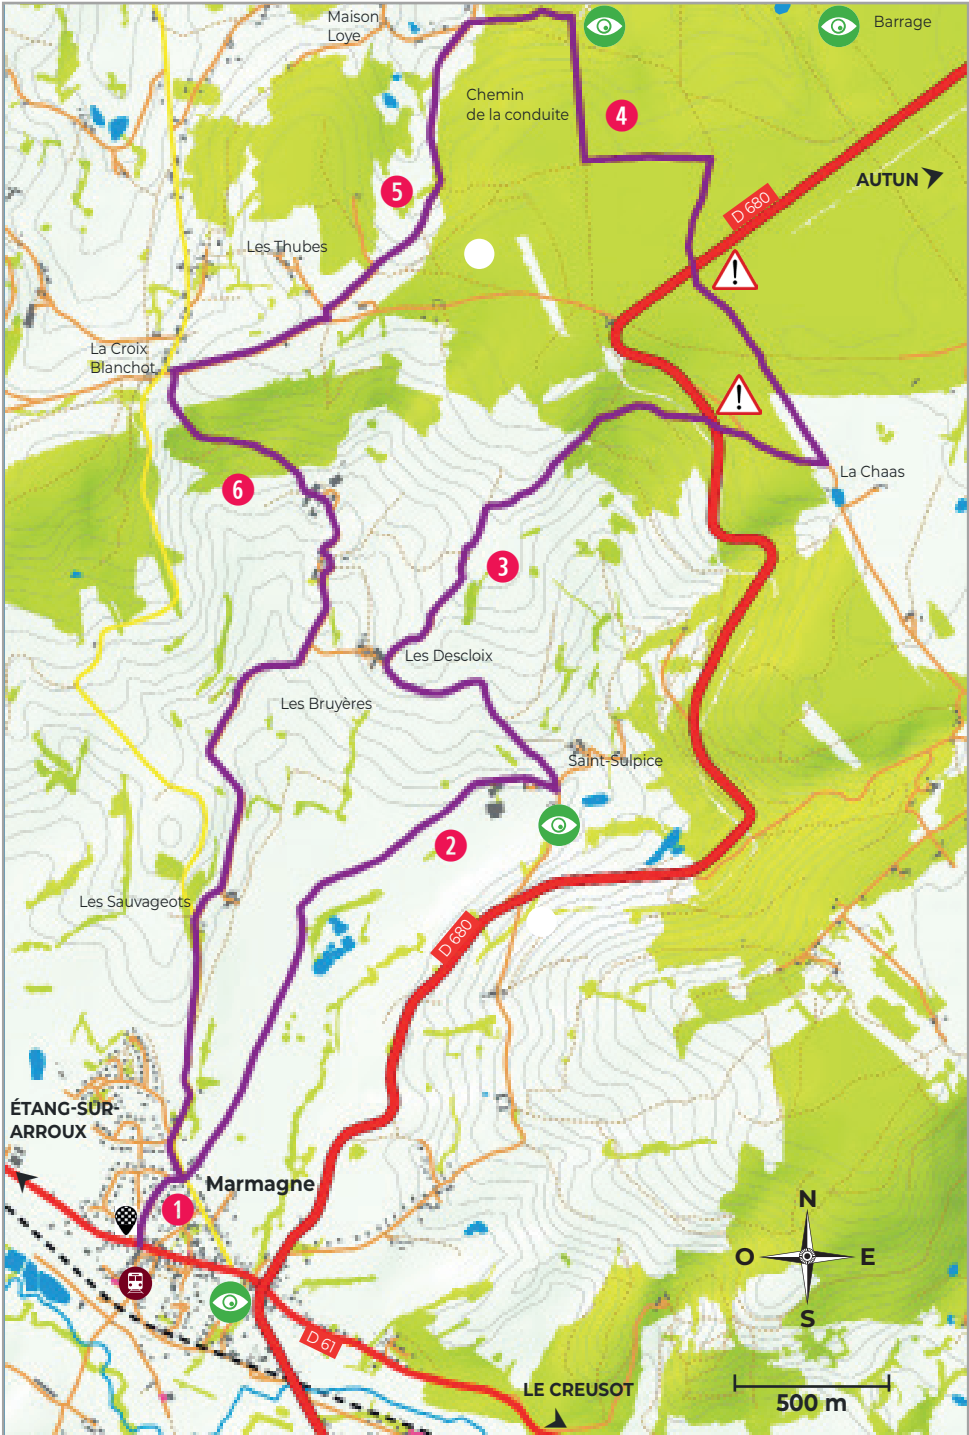 Maison
Loye
Barrage
Chemin
de la conduite
4
AUTUN
5
D 680
Les Thubes
La Croix
Blanchot
La Chaas
6
3
Les Descloix
Les Bruyères
Saint-Sulpice
2
Les Sauvageots
D 680
ÉTANG-SUR-
ARROUX
Marmagne
1
N
O
E
S
D 61
LE CREUSOT
500 m